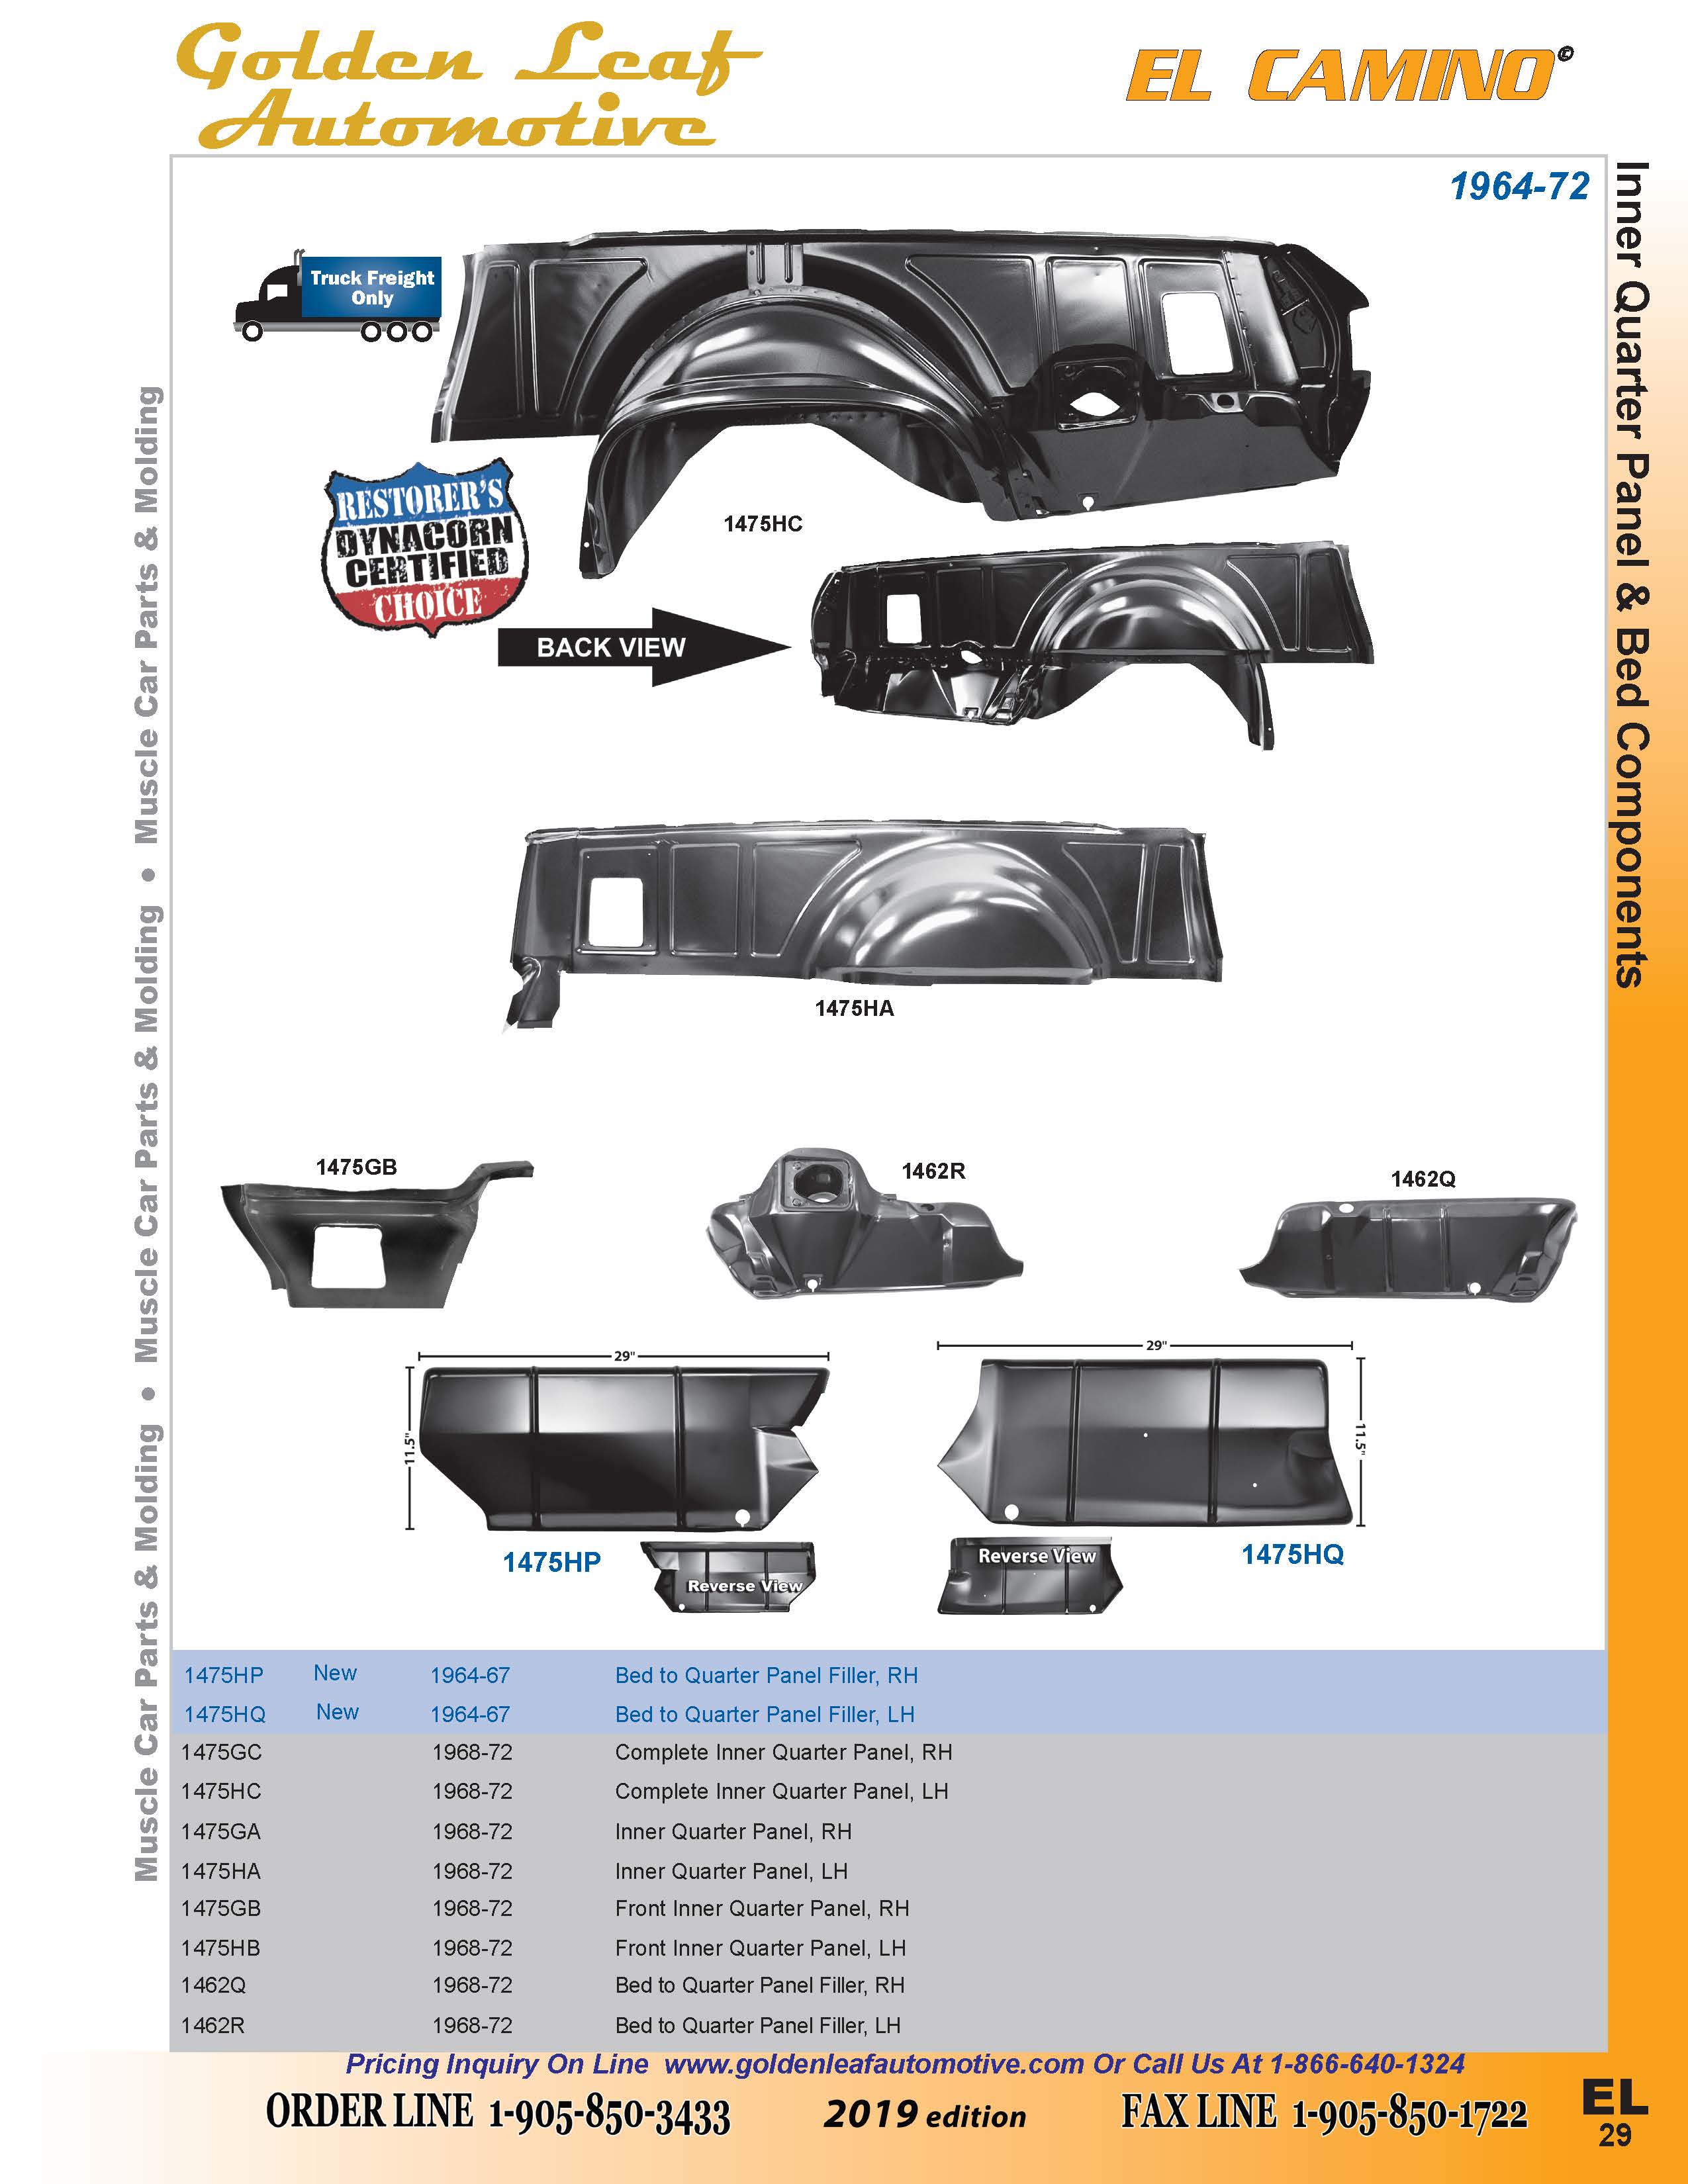 Golden Leaf
Automotive
EL CAMINO©
1964-72
Inner Quarter Panel & Bed Components
Muscle Car Parts & Molding • Muscle Car Parts & Molding • Muscle Car Parts & Molding
Truck Freight
Only
RESTORER'S
DYNACORN
CERTIFIED
CHOICE
1475HC
BACK VIEW
1475HA
1475GB
1462R
1462Q
29"
29"
11.5"
11.5"
1475HP
Reverse View
Reverse View
1475HQ
1475HP New 1964-67 Bed to Quarter Panel Filler, RH
1475HQ New 1964-67 Bed to Quarter Panel Filler, LH
1475GC 1968-72 Complete Inner Quarter Panel, RH
1475HC 1968-72 Complete Inner Quarter Panel, LH
1475GA 1968-72 Inner Quarter Panel, RH
1475HA 1968-72 Inner Quarter Panel, LH
1475GB 1968-72 Front Inner Quarter Panel, RH
1475HB 1968-72 Front Inner Quarter Panel, LH
1462Q 1968-72 Bed to Quarter Panel Filler, RH
1462R 1968-72 Bed to Quarter Panel Filler, LH
Pricing Inquiry On Line www.goldenleafautomotive.com Or Call Us At 1-866-640-1324
ORDER LINE 1-905-850-3433 2019 edition FAX LINE 1-905-850-1722
EL
29